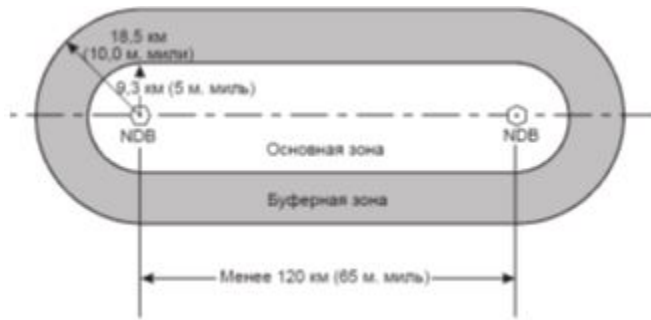 18,5 км
(10,0 м. мили)
9,3 км (5 м. миль)
NDB
NDB
Основная зона
Буферная зона
Менее 120 км (65 м. миль)